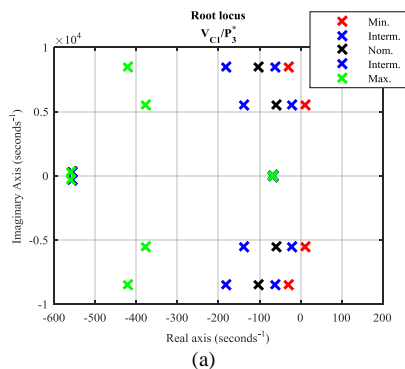 Root locus
V_C1/P_3^*
×10^4
Min.
Interm.
Nom.
Interm.
Max.
(a)
1
0.5
0
-0.5
-1
Imaginary Axis (seconds^-1)
-600 -500 -400 -300 -200 -100 0 100 200
Real axis (seconds^-1)
(a)